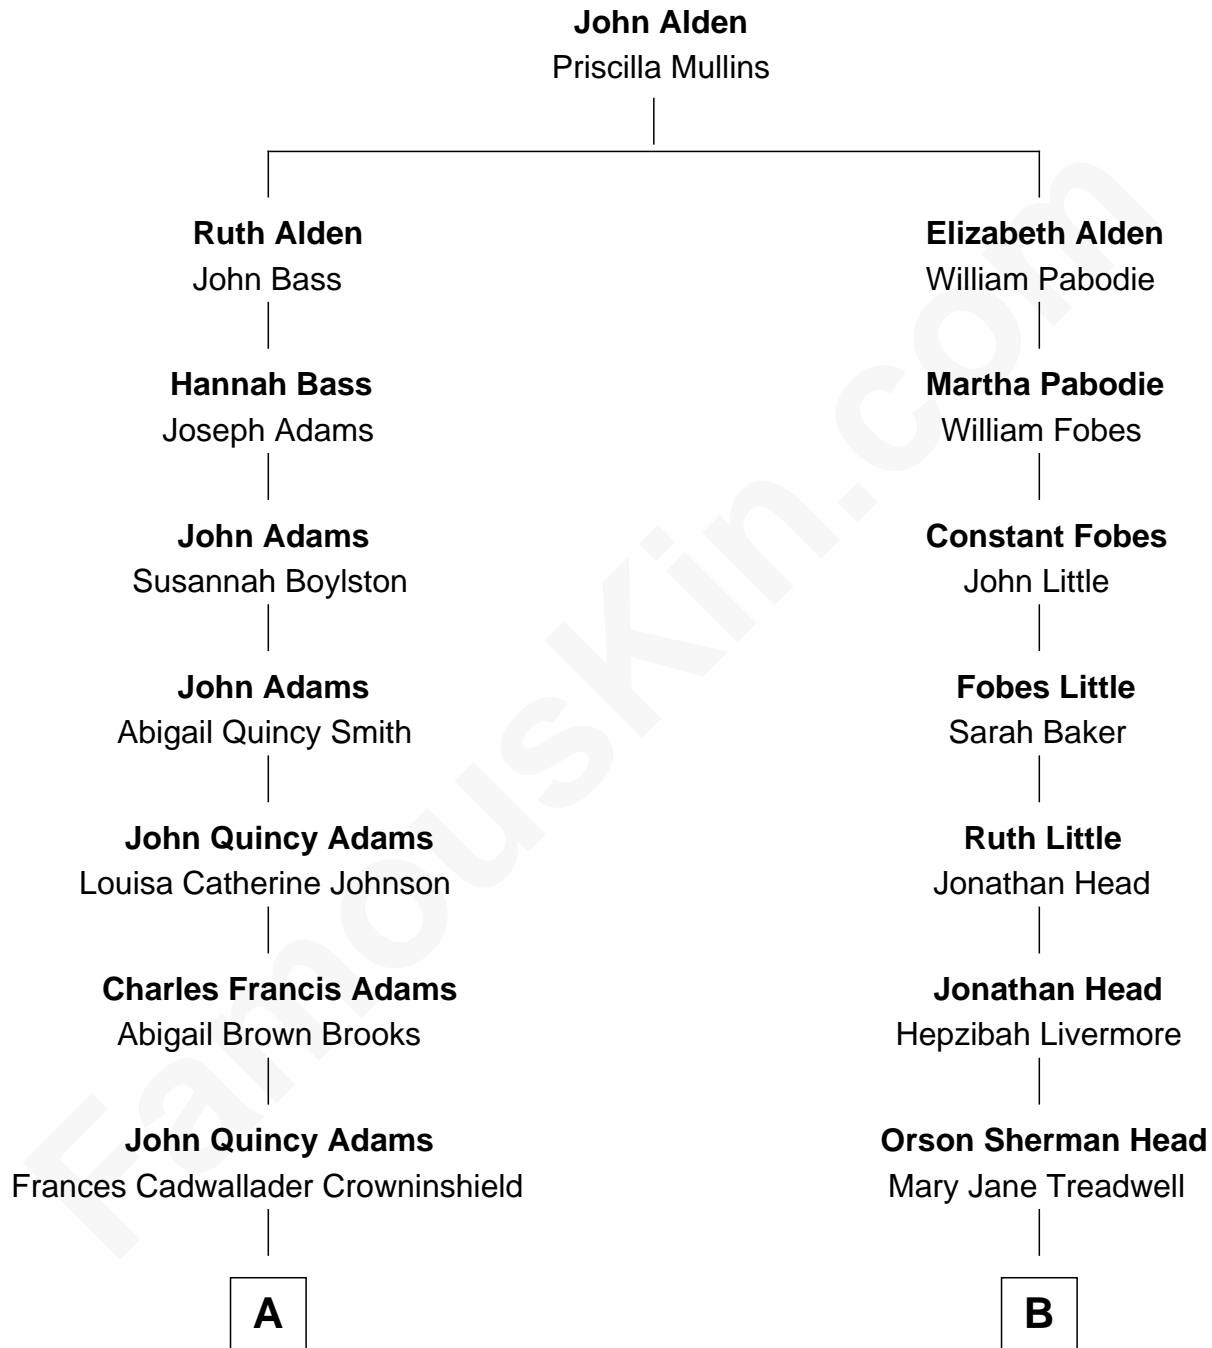 John Alden
Priscilla Mullins
Ruth Alden
John Bass
Elizabeth Alden
William Pabodie
Hannah Bass
Joseph Adams
Martha Pabodie
William Fobes
John Adams
Susannah Boylston
Constant Fobes
John Little
John Adams
Abigail Quincy Smith
Fobes Little
Sarah Baker
John Quincy Adams
Louisa Catherine Johnson
Ruth Little
Jonathan Head
Charles Francis Adams
Abigail Brown Brooks
Jonathan Head
Hepzibah Livermore
John Quincy Adams
Frances Cadwallader Crowninshield
Orson Sherman Head
Mary Jane Treadwell
A
B
FamousKin.com